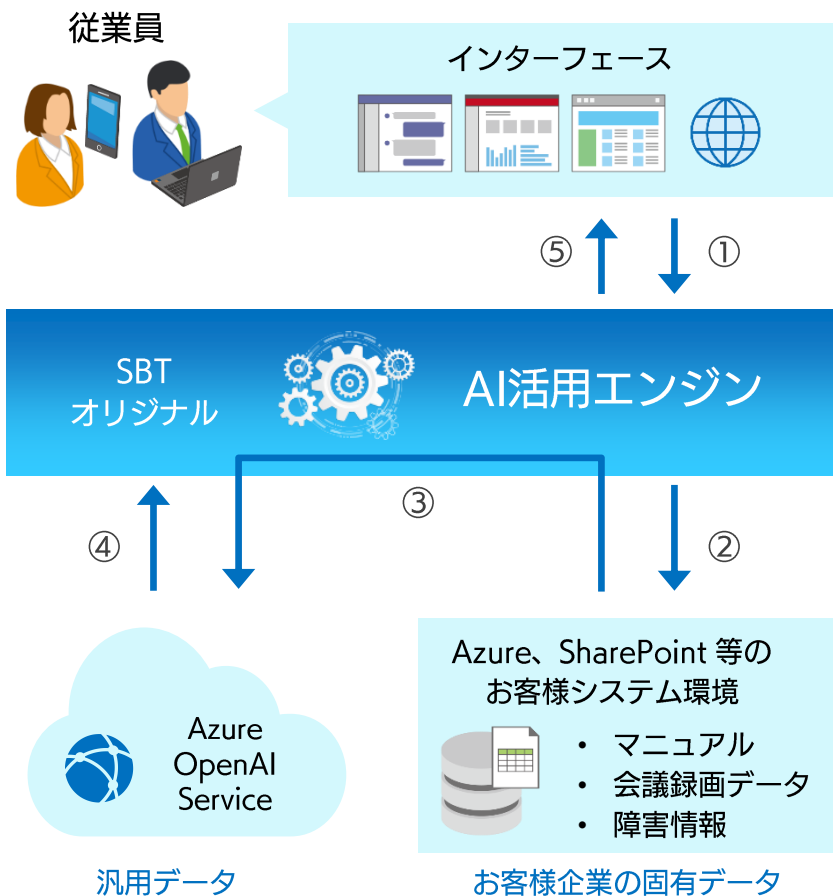 従業員
インターフェース
⑤
①
SBT
オリジナル
AI活用エンジン
③
④
②
Azure
OpenAI
Service
Azure、SharePoint 等の
お客様システム環境
• マニュアル
• 会議録画データ
• 障害情報
汎用データ
お客様企業の固有データ